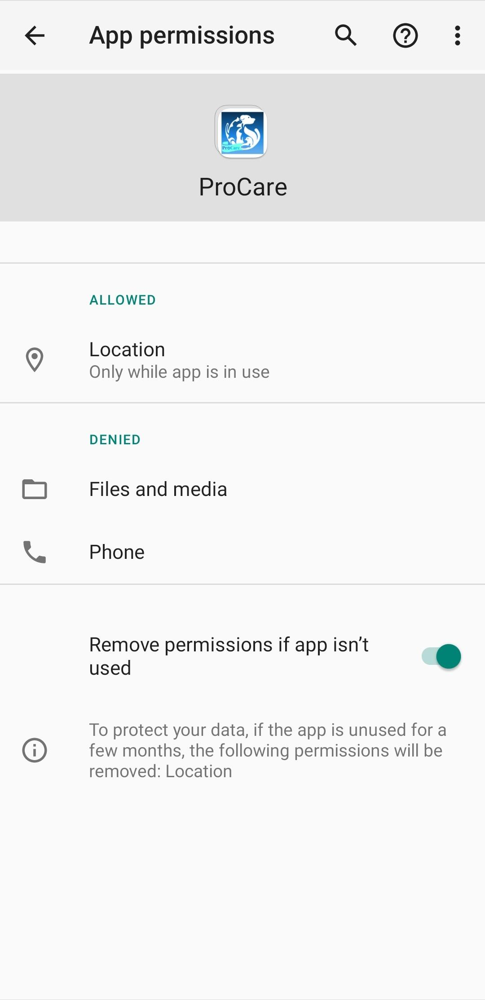 App permissions
ProCare
ProCare
ALLOWED
Location
Only while app is in use
DENIED
Files and media
Phone
Remove permissions if app isn’t
used
To protect your data, if the app is unused for a
few months, the following permissions will be
removed: Location